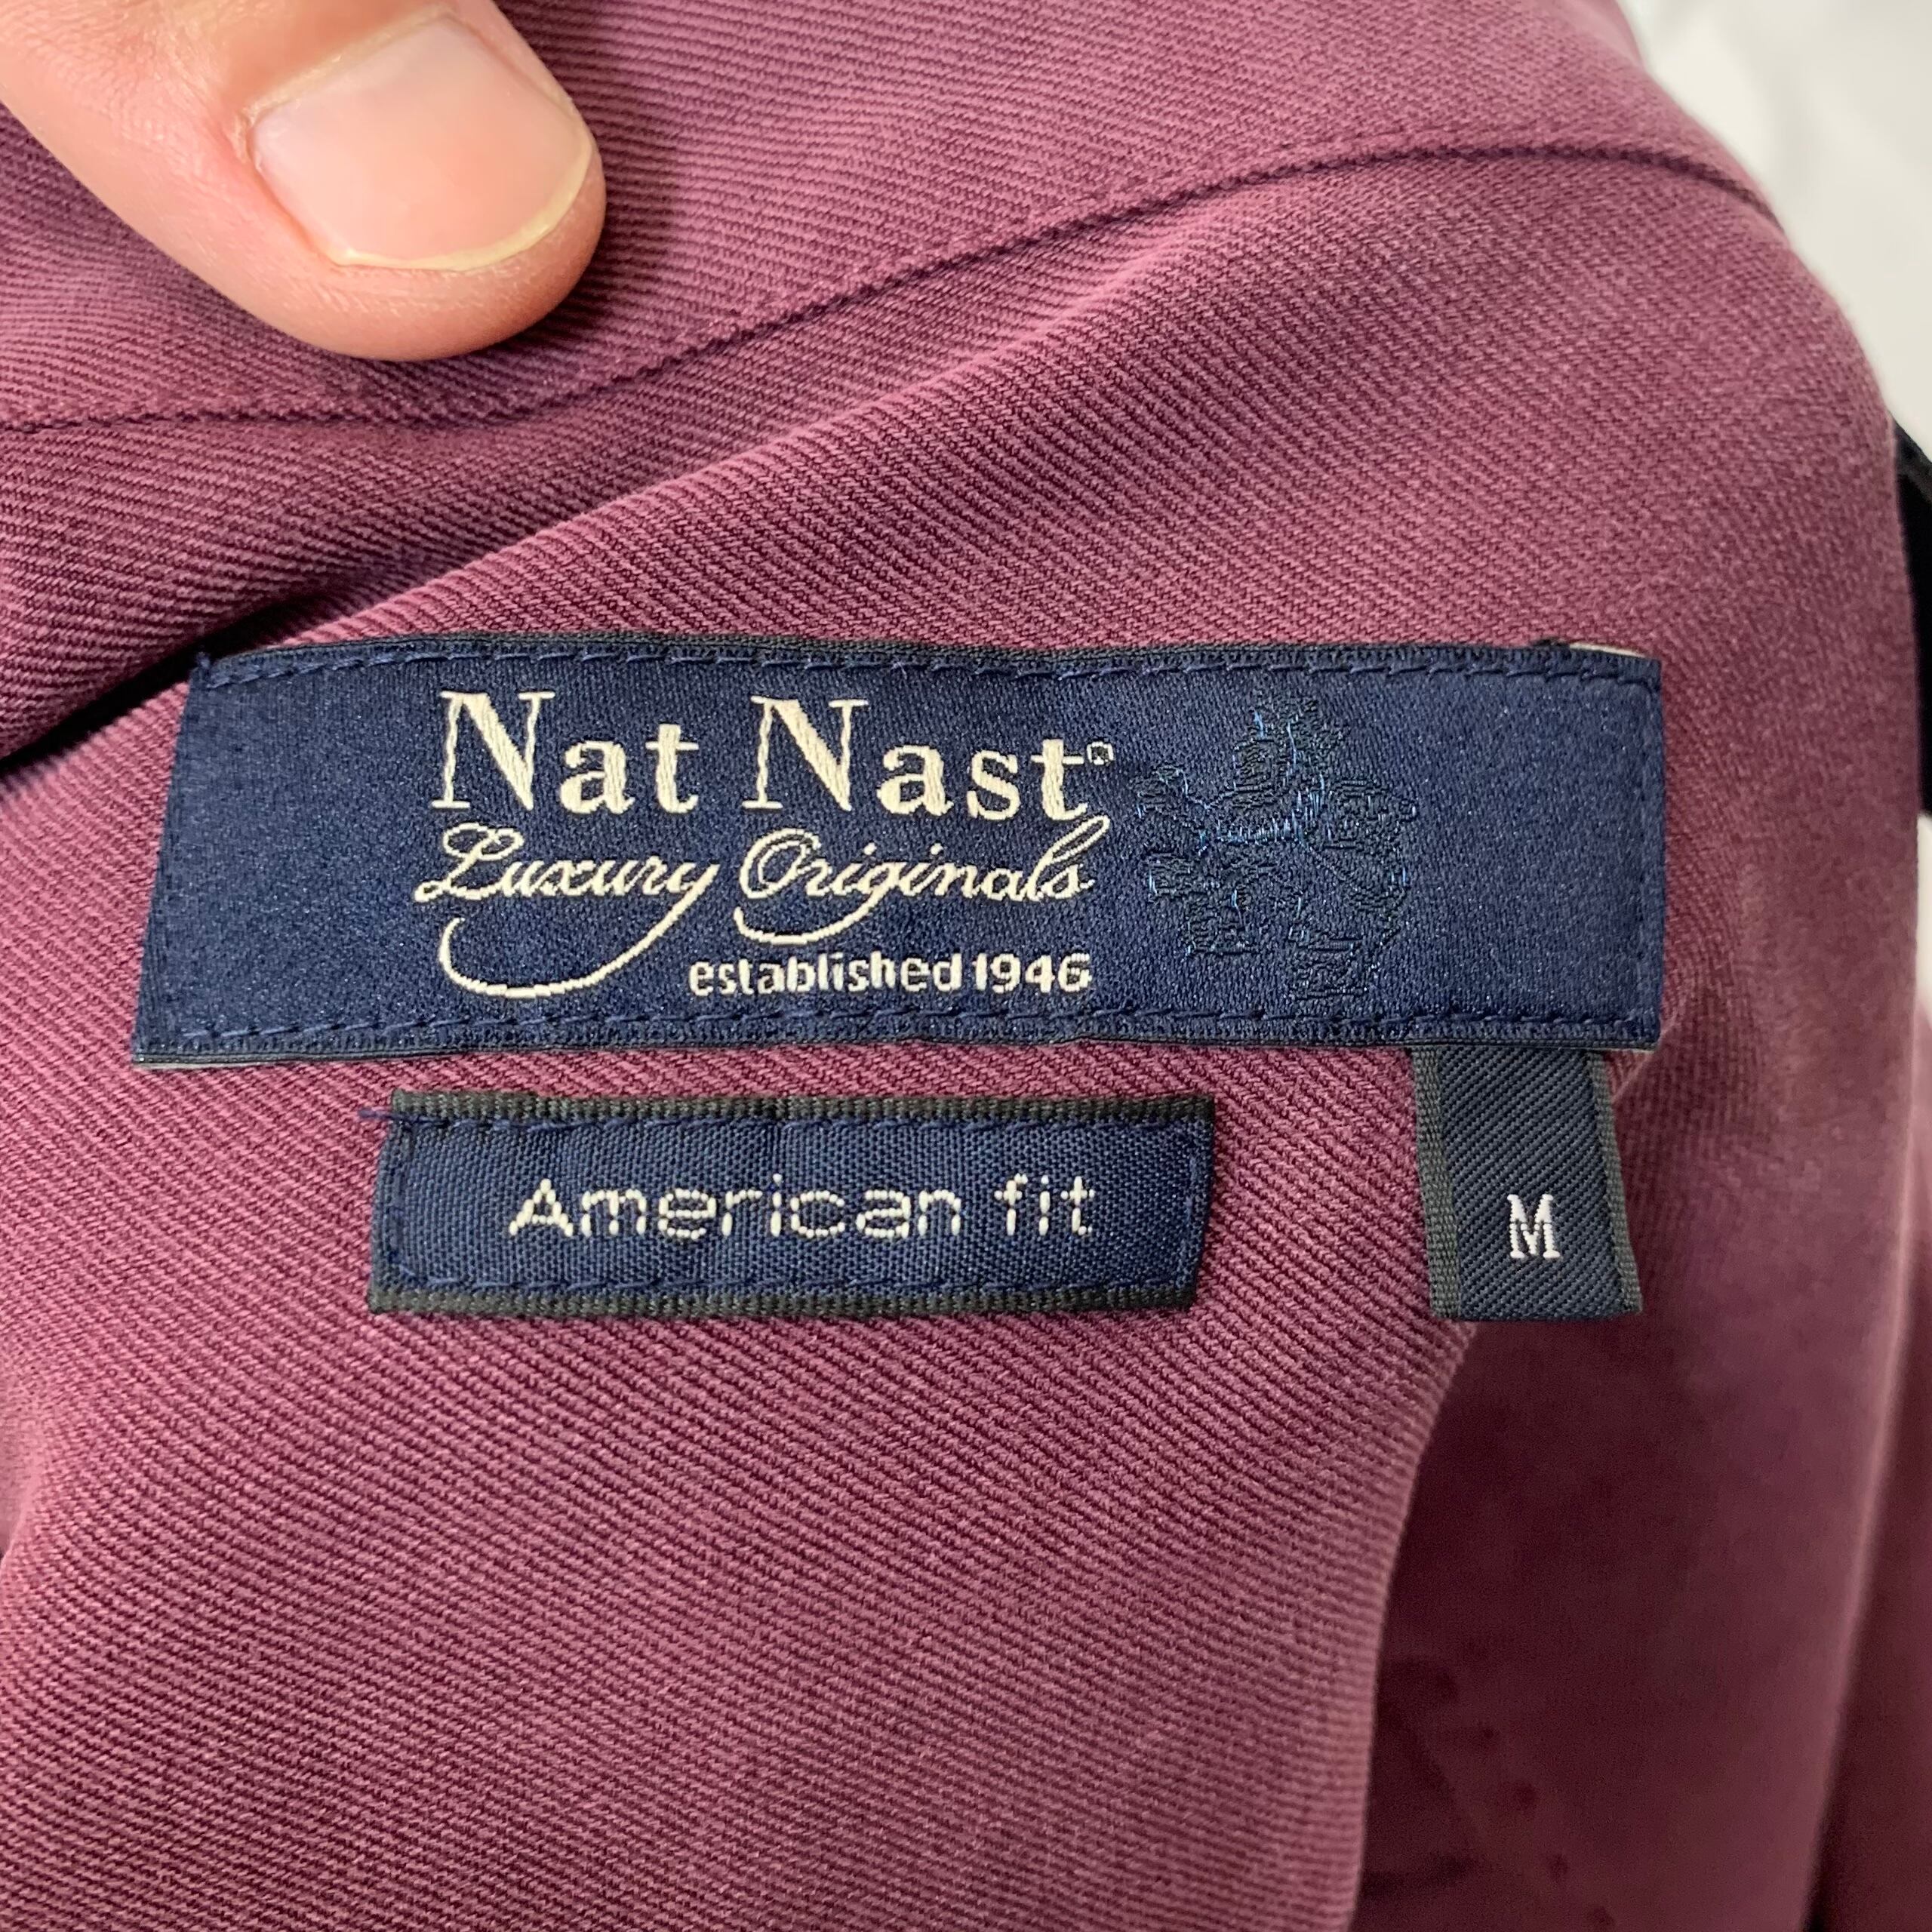 Nat Nast®
Luxury Originals
established 1946
American fit
M